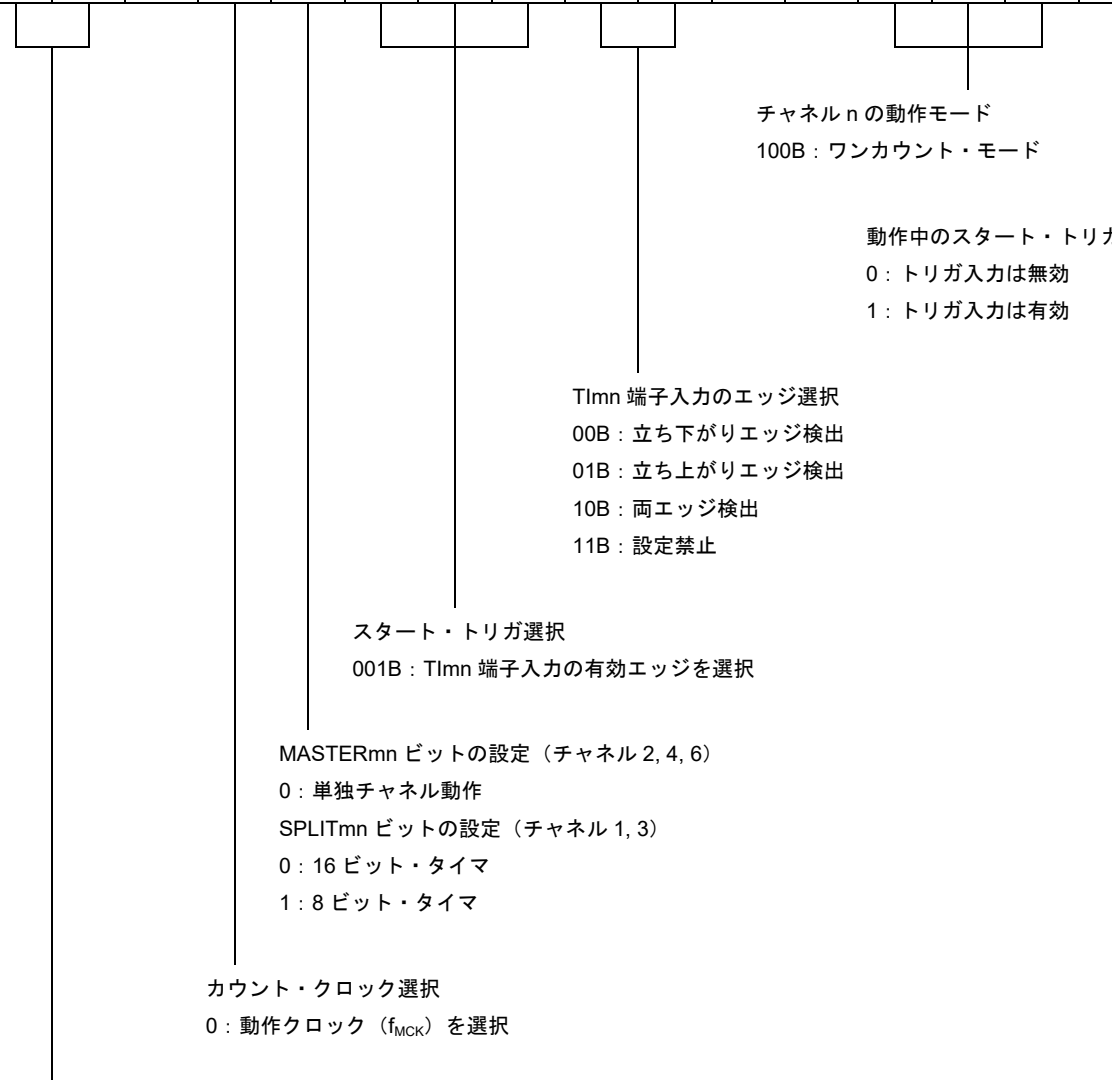 チャネル n の動作モード
100B：ワンカウント・モード
動作中のスタート・トリガ
0：トリガ入力は無効
1：トリガ入力は有効
TImn 端子入力のエッジ選択
00B：立ち下がりエッジ検出
01B：立ち上がりエッジ検出
10B：両エッジ検出
11B：設定禁止
スタート・トリガ選択
001B：TImn 端子入力の有効エッジを選択
MASTERmn ビットの設定（チャネル 2, 4, 6）
0：単独チャネル動作
SPLITmn ビットの設定（チャネル 1, 3）
0：16 ビット・タイマ
1：8 ビット・タイマ
カウント・クロック選択
0：動作クロック（fMCK）を選択